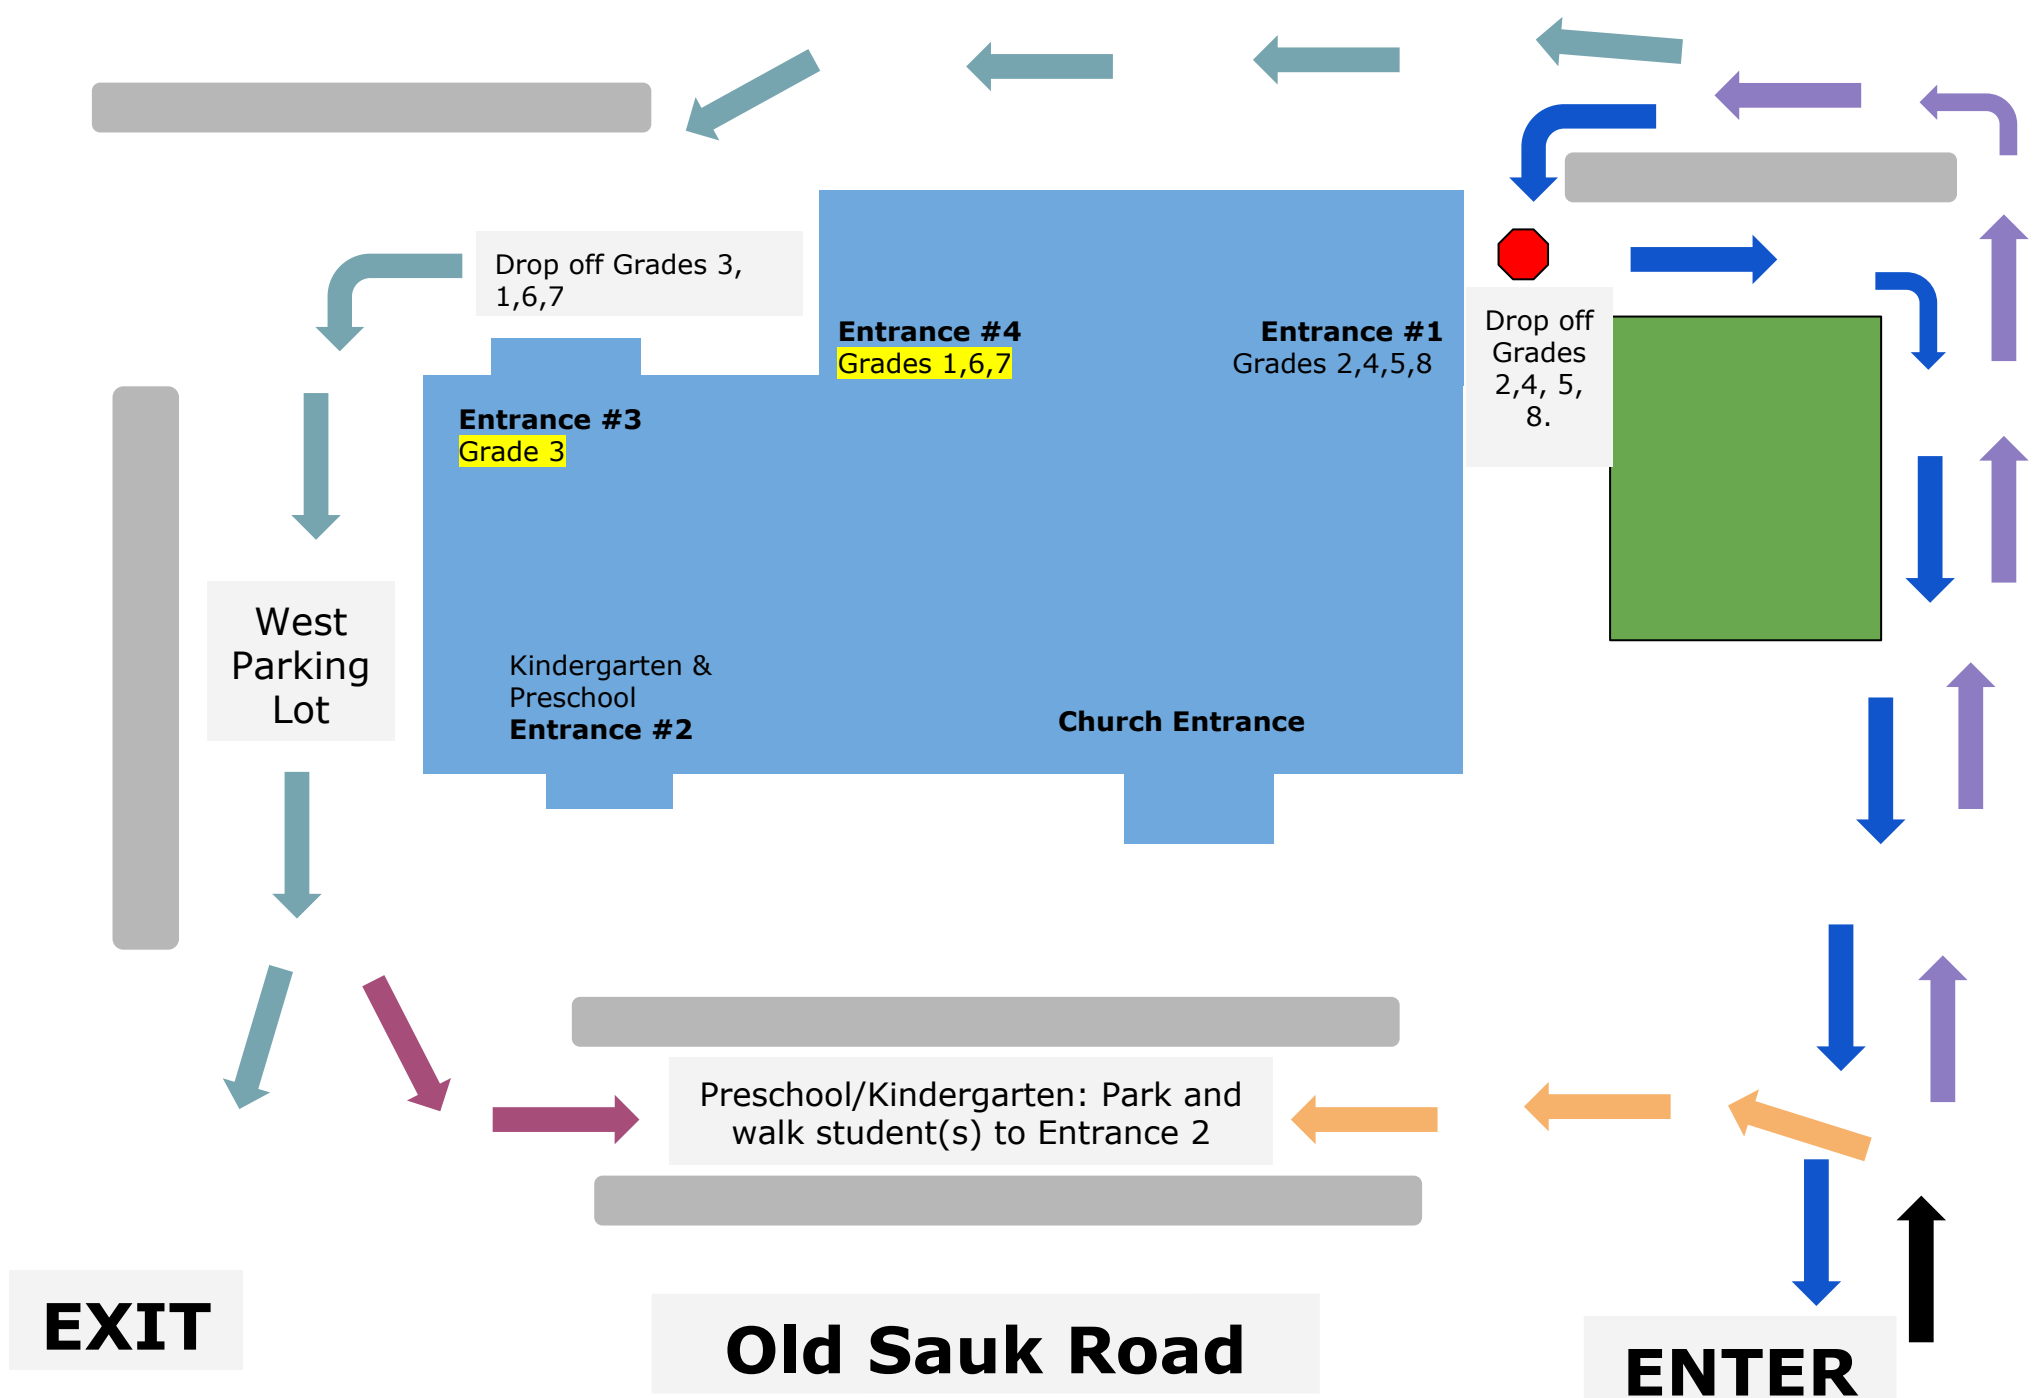 Drop off Grades 3,
1,6,7
Entrance #4
Grades 1,6,7
Entrance #1
Grades 2,4,5,8
Drop off
Grades
2,4, 5,
8.
Entrance #3
Grade 3
West
Parking
Lot
Kindergarten &
Preschool
Entrance #2
Church Entrance
Preschool/Kindergarten: Park and
walk student(s) to Entrance 2
EXIT
Old Sauk Road
ENTER